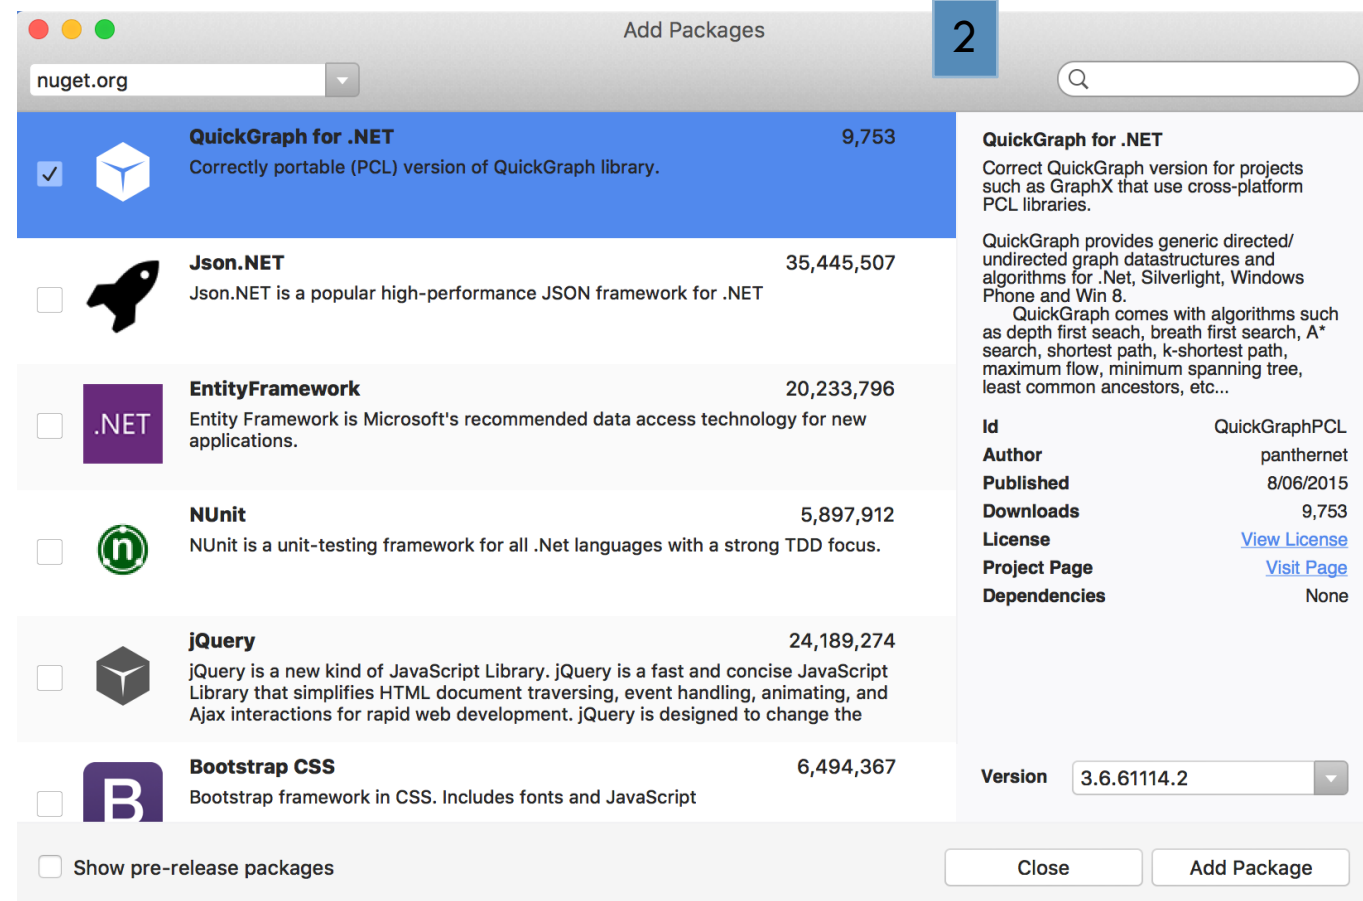 Add Packages
2
nuget.org
QuickGraph for .NET 9,753
Correctly portable (PCL) version of QuickGraph library.
Json.NET 35,445,507
Json.NET is a popular high-performance JSON framework for .NET
.NET
EntityFramework 20,233,796
Entity Framework is Microsoft's recommended data access technology for new
applications.
n
NUnit 5,897,912
NUnit is a unit-testing framework for all .Net languages with a strong TDD focus.
jQuery 24,189,274
jQuery is a new kind of JavaScript Library. jQuery is a fast and concise JavaScript
Library that simplifies HTML document traversing, event handling, animating, and
Ajax interactions for rapid web development. jQuery is designed to change the
B
Bootstrap CSS 6,494,367
Bootstrap framework in CSS. Includes fonts and JavaScript
QuickGraph for .NET
Correct QuickGraph version for projects
such as GraphX that use cross-platform
PCL libraries.
QuickGraph provides generic directed/
undirected graph datastructures and
algorithms for .Net, Silverlight, Windows
Phone and Win 8.
QuickGraph comes with algorithms such
as depth first seach, breath first search, A*
search, shortest path, k-shortest path,
maximum flow, minimum spanning tree,
least common ancestors, etc...
Id QuickGraphPCL
Author panthernet
Published 8/06/2015
Downloads 9,753
License View License
Project Page Visit Page
Dependencies None
Version 3.6.61114.2
Show pre-release packages
Close
Add Package